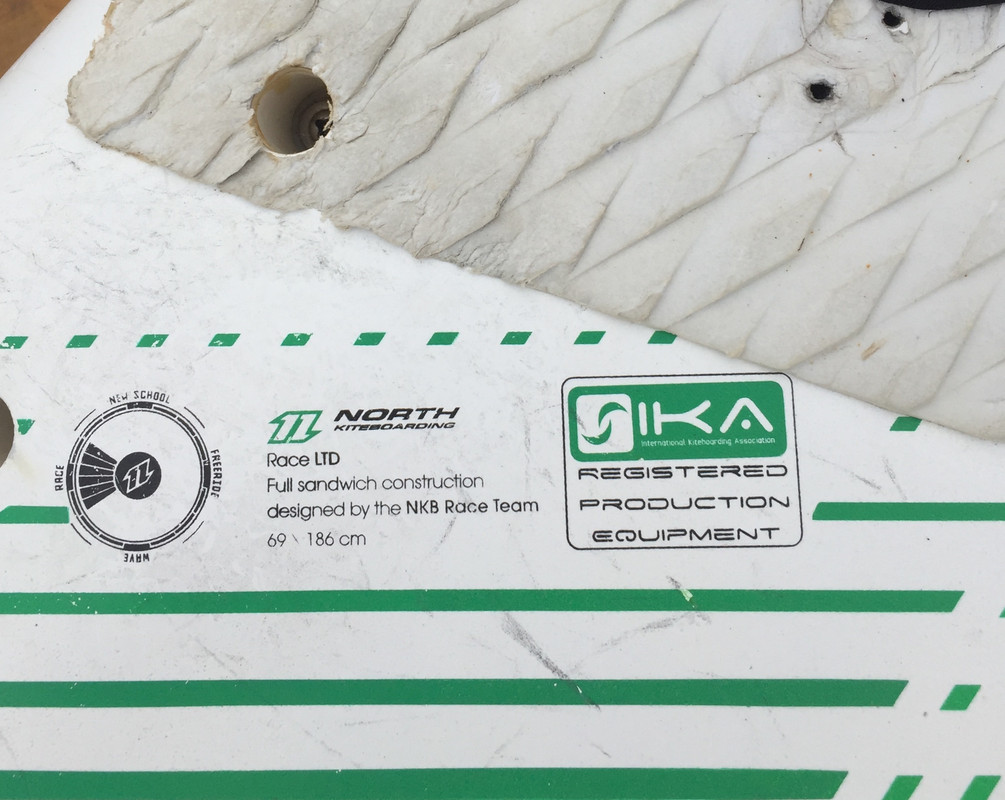 NEW SCHOOL
RACE
FREERIDE
WAVE
NORTH
KITEBOARDING
Race LTD
Full sandwich construction
designed by the NKB Race Team
69 \ 186 cm
IKA
International Kiteboarding Association
REGISTERED
PRODUCTION
EQUIPMENT